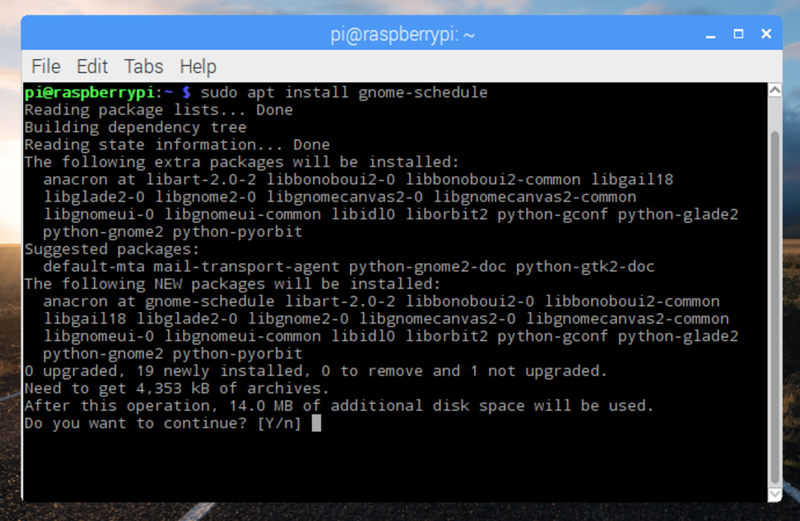 pi@raspberrypi: ~
File Edit Tabs Help
pi@raspberrypi:~ $ sudo apt install gnome-schedule
Reading package lists... Done
Building dependency tree
Reading state information... Done
The following extra packages will be installed:
  anacron at libart-2.0-2 libbonoboui2-0 libbonoboui2-common libgail18
  libglade2-0 libgnome2-0 libgnomecanvas2-0 libgnomecanvas2-common
  libgnomeui-0 libgnomeui-common libidl0 liborbit2 python-gconf python-glade2
  python-gnome2 python-pyorbit
Suggested packages:
  default-mta mail-transport-agent python-gnome2-doc python-gtk2-doc
The following NEW packages will be installed:
  anacron at gnome-schedule libart-2.0-2 libbonoboui2-0 libbonoboui2-common
  libgail18 libglade2-0 libgnome2-0 libgnomecanvas2-0 libgnomecanvas2-common
  libgnomeui-0 libgnomeui-common libidl0 liborbit2 python-gconf python-glade2
  python-gnome2 python-pyorbit
0 upgraded, 19 newly installed, 0 to remove and 1 not upgraded.
Need to get 4,353 kB of archives.
After this operation, 14.0 MB of additional disk space will be used.
Do you want to continue? [Y/n]